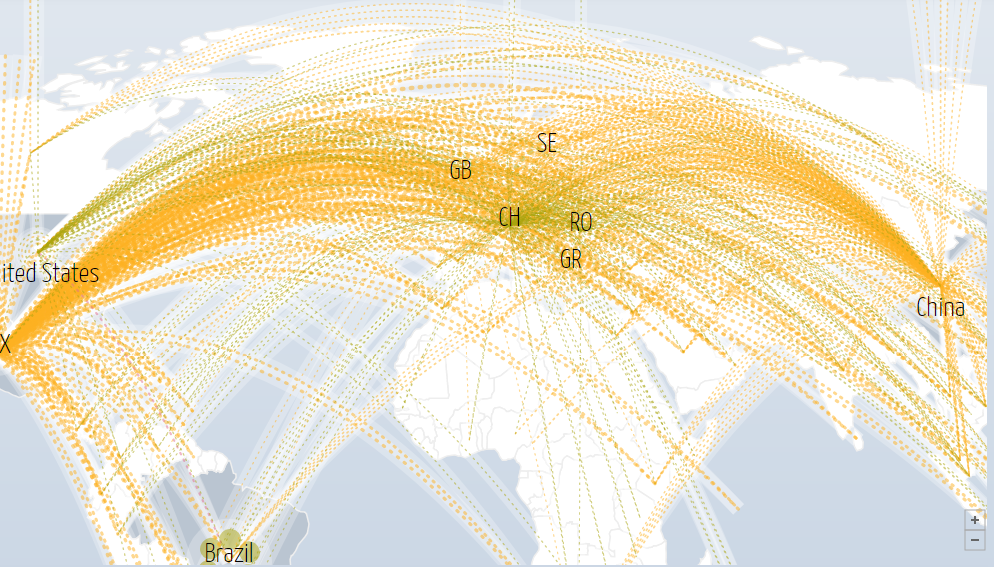 SE
GB
CH
RO
GR
ited States
China
X
Brazil
+
−